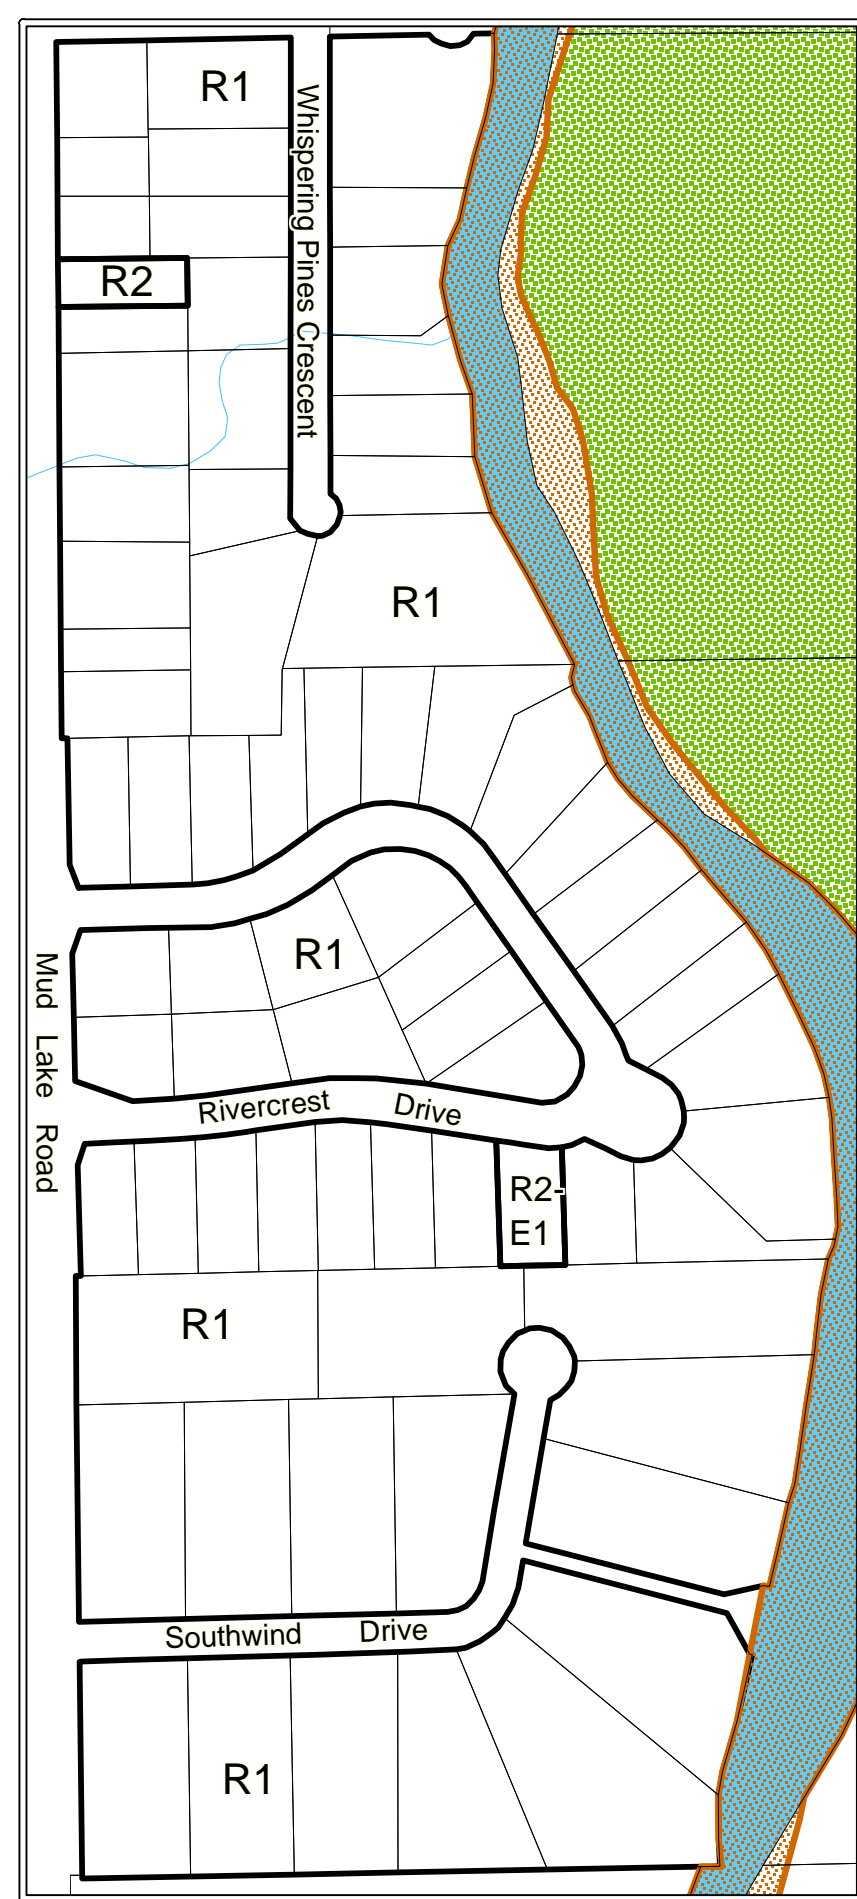 R1
Whispering Pines Crescent
R2
R1
R1
Mud Lake Road
Rivercrest Drive
R2-
E1
R1
Southwind Drive
R1